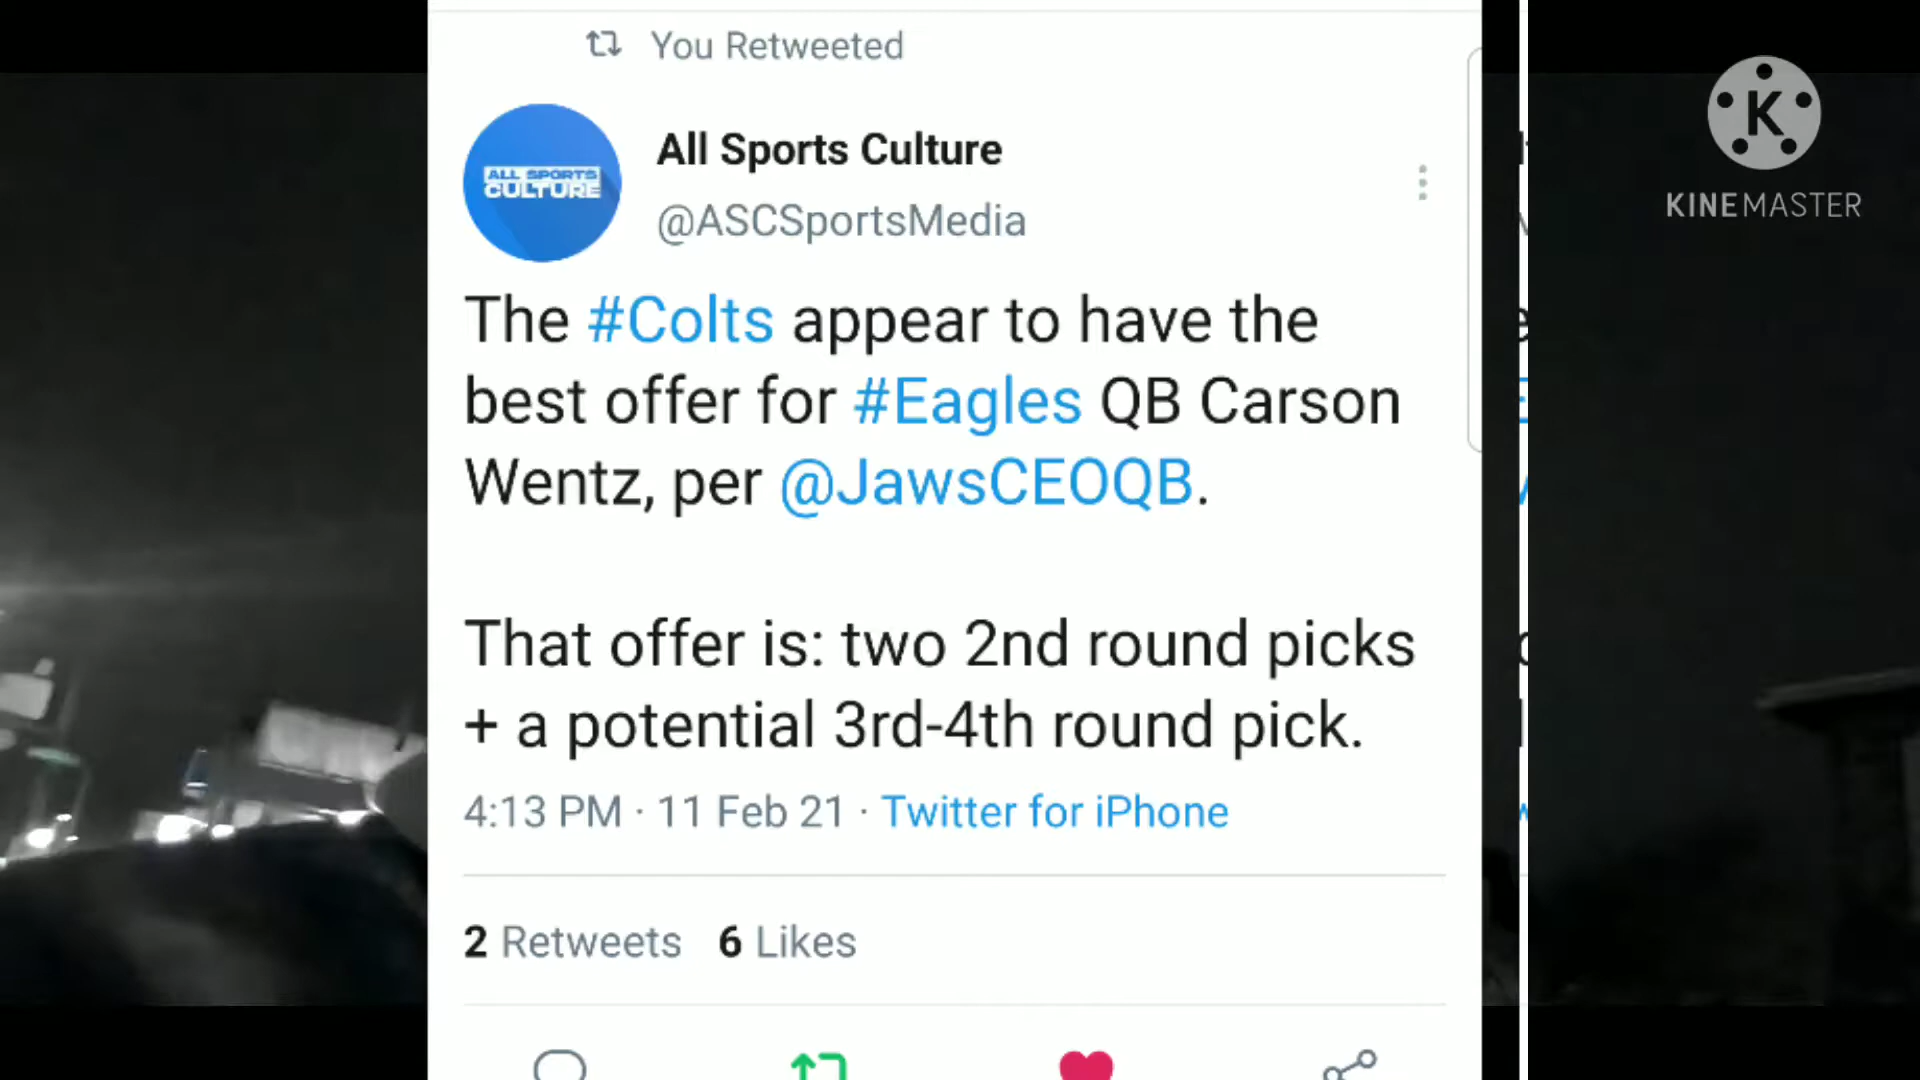 You Retweeted
ALL SPORTS
CULTURE
All Sports Culture
@ASCSportsMedia
The #Colts appear to have the
best offer for #Eagles QB Carson
Wentz, per @JawsCEOQB.
That offer is: two 2nd round picks
+ a potential 3rd-4th round pick.
4:13 PM · 11 Feb 21 · Twitter for iPhone
2 Retweets 6 Likes
K
KINEMASTER